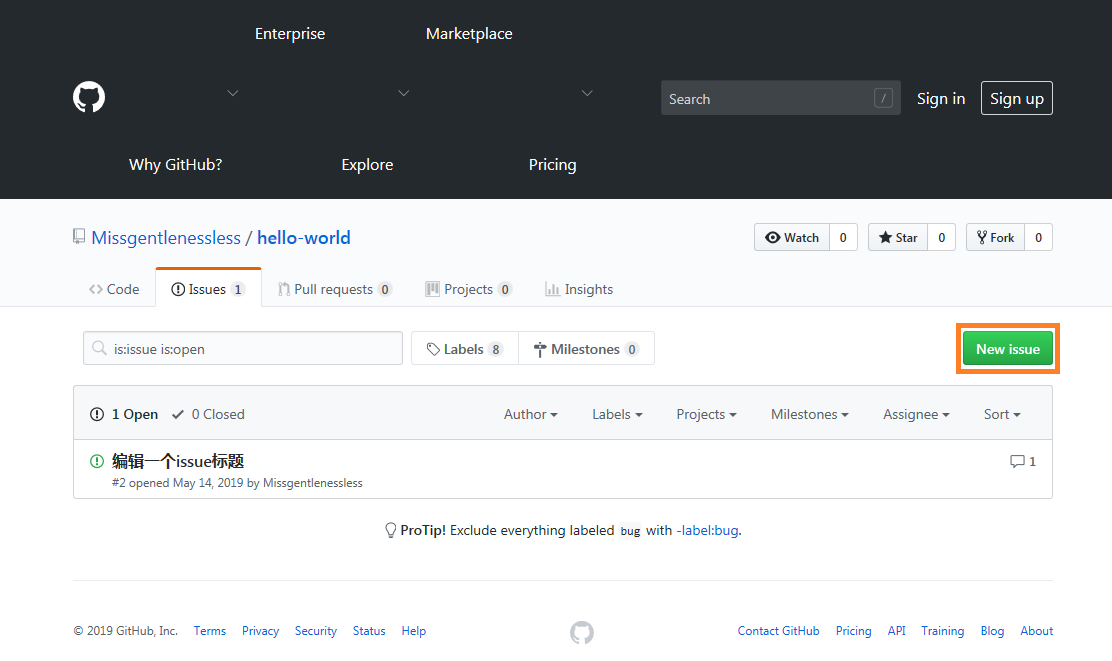 Enterprise Marketplace
Search / Sign in Sign up
Why GitHub? Explore Pricing
Missgentlenessless / hello-world Watch 0 Star 0 Fork 0
<> Code Issues 1 Pull requests 0 Projects 0 Insights
is:issue is:open Labels 8 Milestones 0 New issue
1 Open 0 Closed Author Labels Projects Milestones Assignee Sort
编辑一个issue标题 1
#2 opened May 14, 2019 by Missgentlenessless
ProTip! Exclude everything labeled bug with -label:bug.
© 2019 GitHub, Inc. Terms Privacy Security Status Help Contact GitHub Pricing API Training Blog About